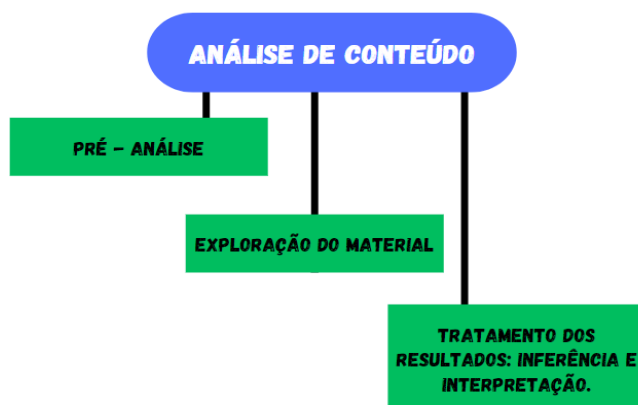 ANÁLISE DE CONTEÚDO
PRÉ – ANÁLISE
EXPLORAÇÃO DO MATERIAL
TRATAMENTO DOS
RESULTADOS: INFERÊNCIA E
INTERPRETAÇÃO.